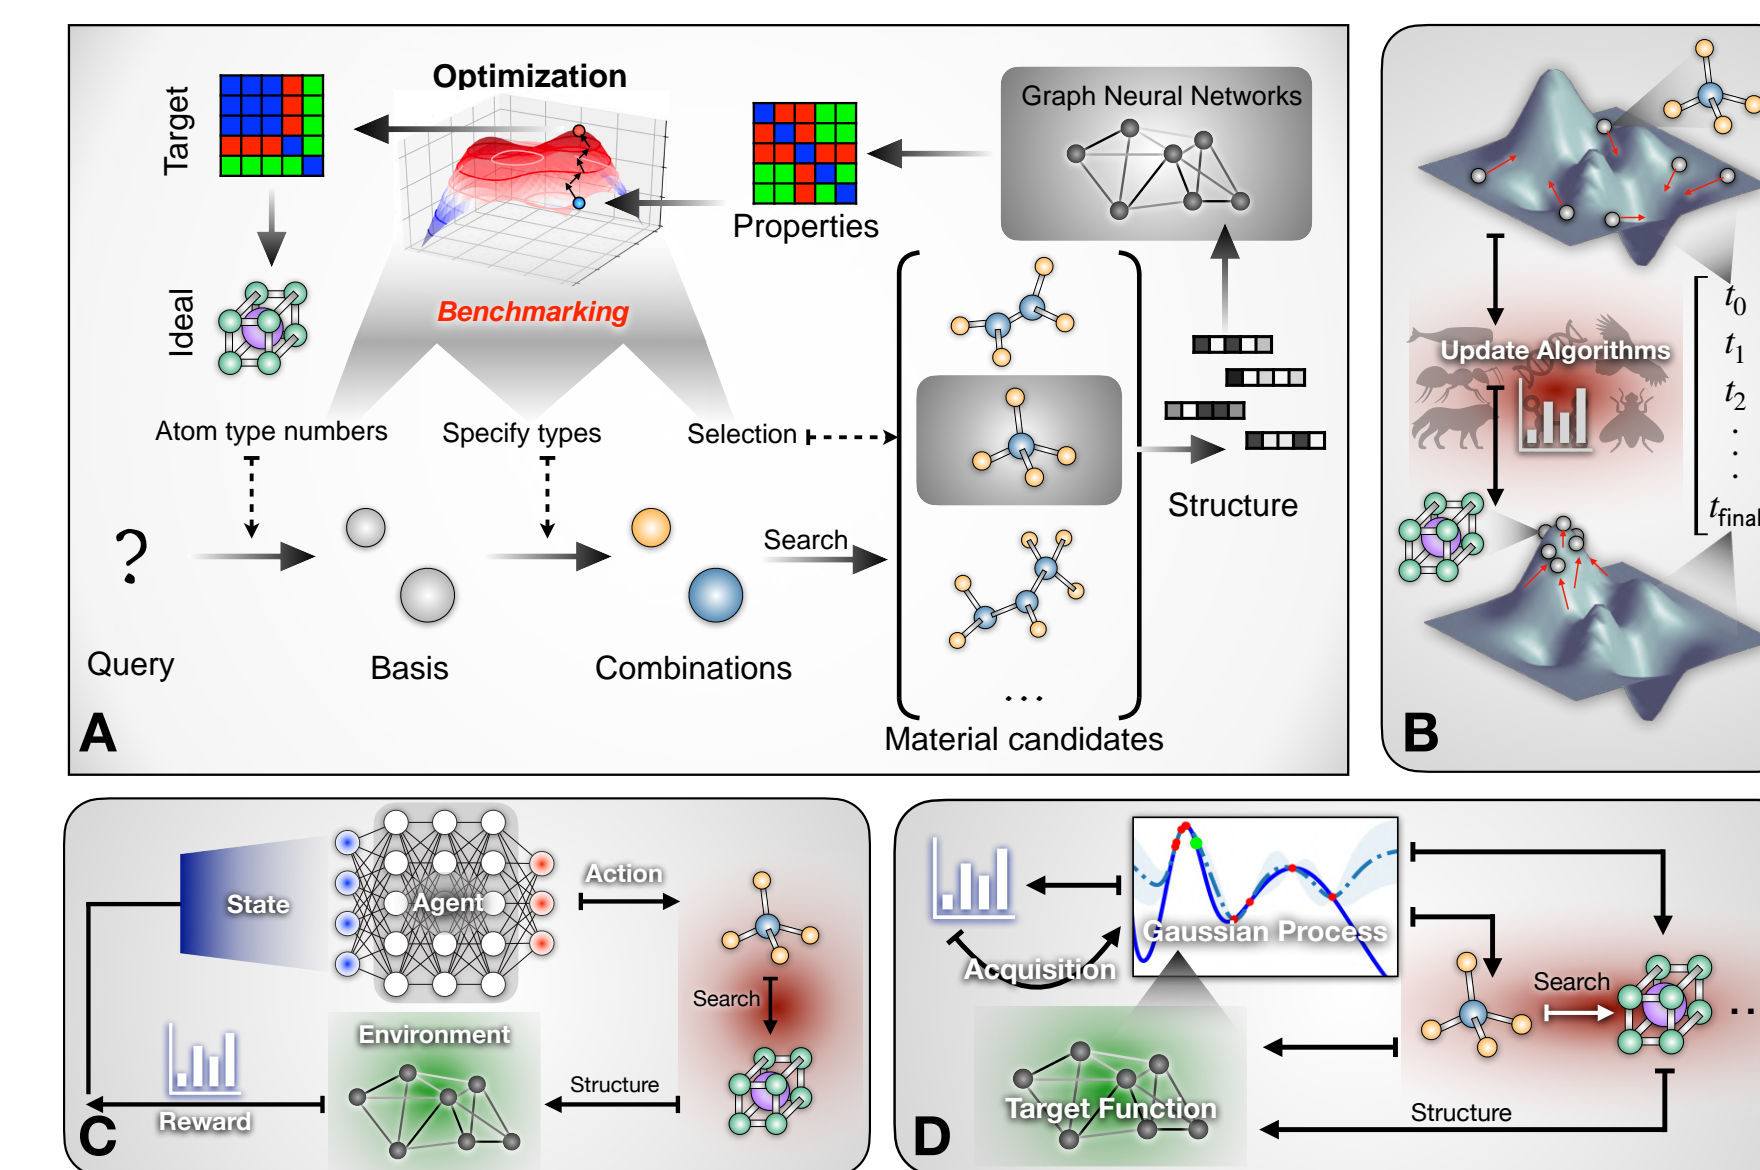 Optimization
Target
Graph Neural Networks
Properties
Ideal
Benchmarking
Atom type numbers
Specify types
Selection
Structure
?
Search
Query
Basis
Combinations
...
Material candidates
A
Update Algorithms
t0
t1
t2
.
.
.
tfinal
B
State
Agent
Action
Search
Environment
Structure
Reward
C
Gaussian Process
Acquisition
Search
...
Target Function
Structure
D